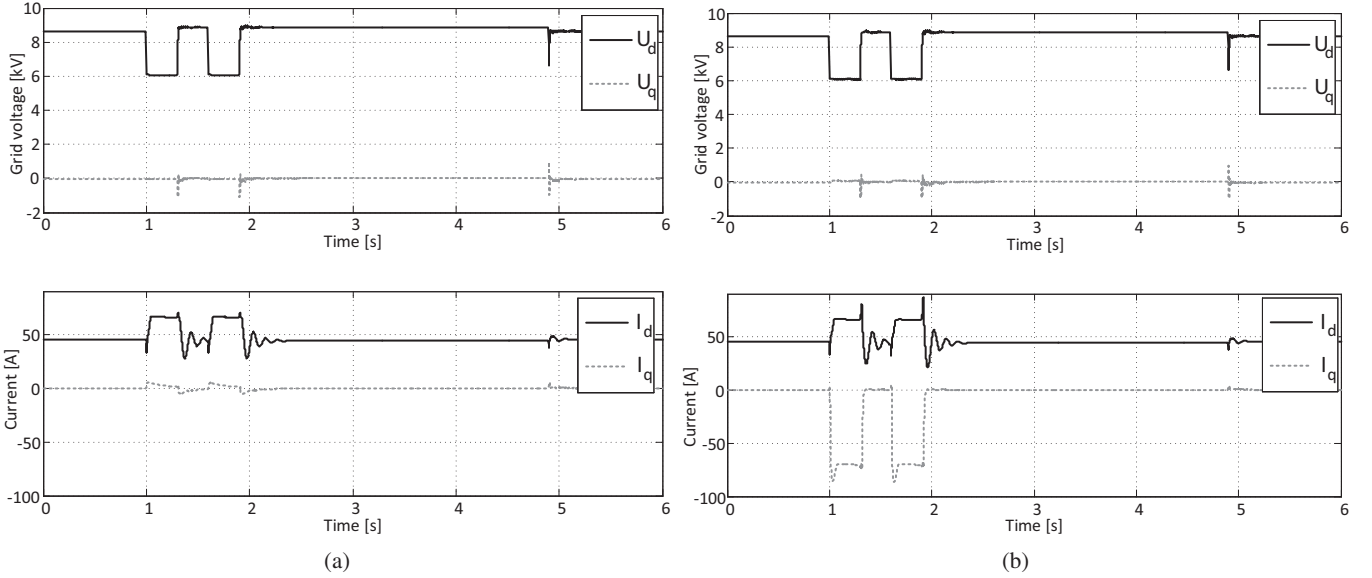 10
8
6
4
2
0
-2
Grid voltage [kV]
U_d
U_q
0 1 2 3 4 5 6
Time [s]
50
0
-50
-100
Current [A]
I_d
I_q
0 1 2 3 4 5 6
Time [s]
(a)
10
8
6
4
2
0
-2
Grid voltage [kV]
U_d
U_q
0 1 2 3 4 5 6
Time [s]
50
0
-50
-100
Current [A]
I_d
I_q
0 1 2 3 4 5 6
Time [s]
(b)